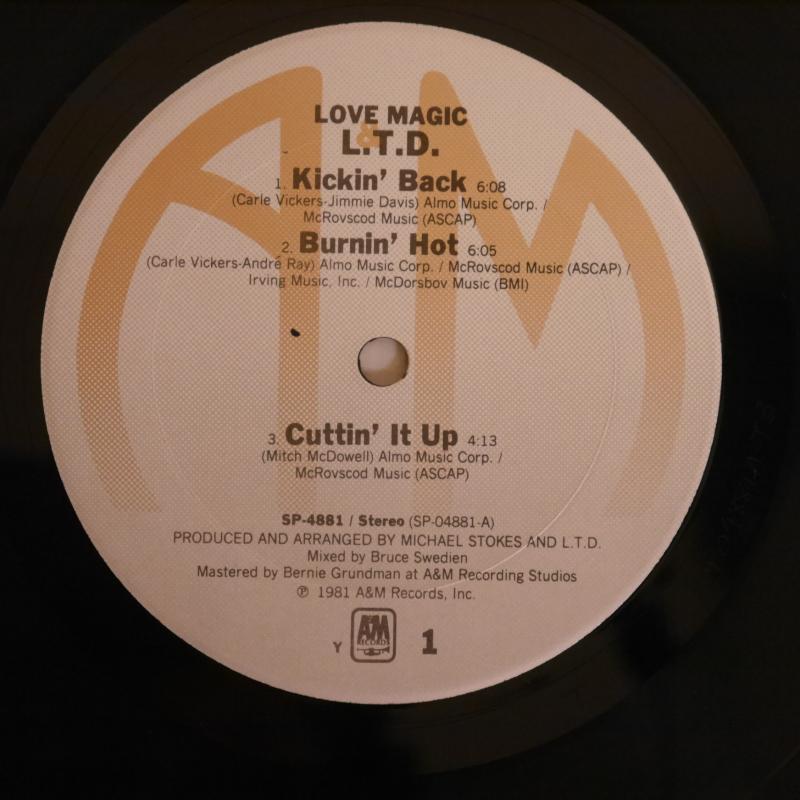 LOVE MAGIC
L.T.D.
1. Kickin' Back 6:08
(Carle Vickers-Jimmie Davis) Almo Music Corp. /
McRovscod Music (ASCAP)
2. Burnin' Hot 6:05
(Carle Vickers-André Ray) Almo Music Corp. / McRovscod Music (ASCAP) /
Irving Music, Inc. / McDorsbov Music (BMI)
3. Cuttin' It Up 4:13
(Mitch McDowell) Almo Music Corp. /
McRovscod Music (ASCAP)
SP-4881 / Stereo (SP-04881-A)
PRODUCED AND ARRANGED BY MICHAEL STOKES AND L.T.D.
Mixed by Bruce Swedien
Mastered by Bernie Grundman at A&M Recording Studios
℗ 1981 A&M Records, Inc.
Y A&M RECORDS 1